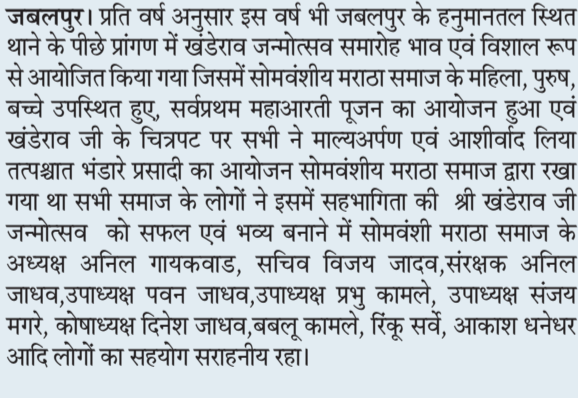 जबलपुर। प्रति वर्ष अनुसार इस वर्ष भी जबलपुर के हनुमानतल स्थित
थाने के पीछे प्रांगण में खंडेराव जन्मोत्सव समारोह भाव एवं विशाल रूप
से आयोजित किया गया जिसमें सोमवंशीय मराठा समाज के महिला, पुरुष,
बच्चे उपस्थित हुए, सर्वप्रथम महाआरती पूजन का आयोजन हुआ एवं
खंडेराव जी के चित्रपट पर सभी ने माल्यअर्पण एवं आशीर्वाद लिया
तत्पश्चात भंडारे प्रसादी का आयोजन सोमवंशीय मराठा समाज द्वारा रखा
गया था सभी समाज के लोगों ने इसमें सहभागिता की श्री खंडेराव जी
जन्मोत्सव को सफल एवं भव्य बनाने में सोमवंशी मराठा समाज के
अध्यक्ष अनिल गायकवाड, सचिव विजय जादव,संरक्षक अनिल
जाधव,उपाध्यक्ष पवन जाधव,उपाध्यक्ष प्रभु कामले, उपाध्यक्ष संजय
मगरे, कोषाध्यक्ष दिनेश जाधव,बबलू कामले, रिंकू सर्वे, आकाश धनेधर
आदि लोगों का सहयोग सराहनीय रहा।